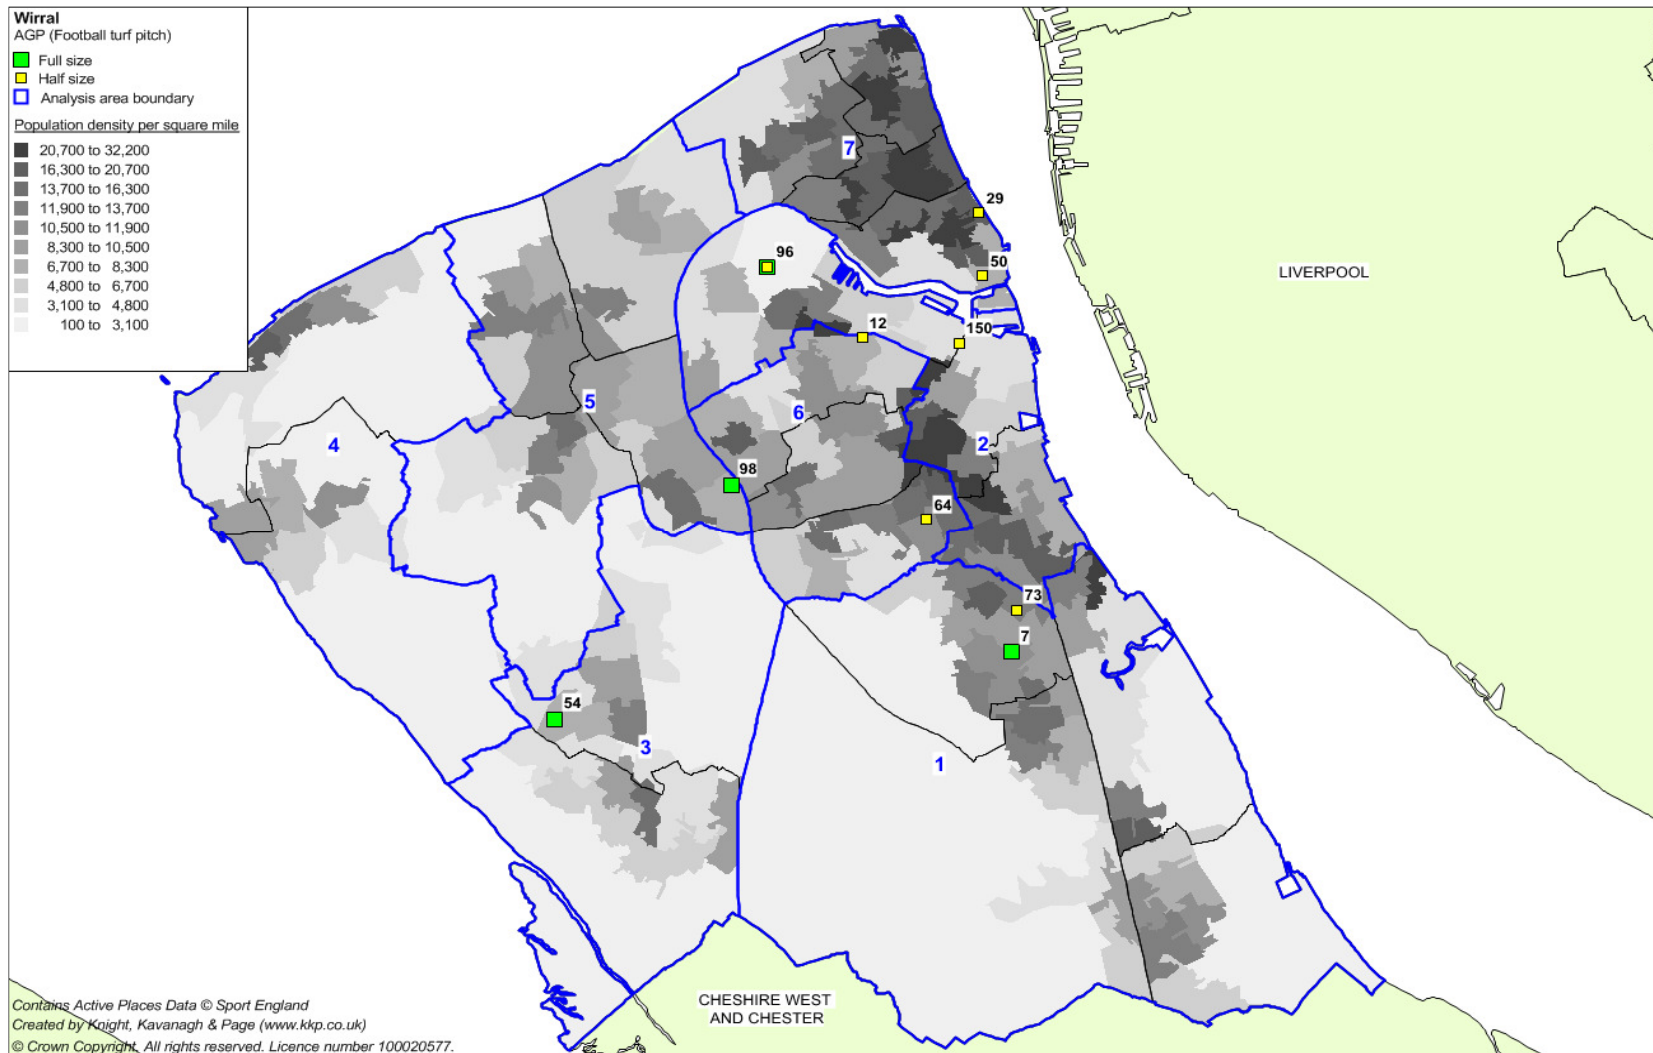 Wirral
AGP (Football turf pitch)
Full size
Half size
Analysis area boundary
Population density per square mile
20,700 to 32,200
16,300 to 20,700
13,700 to 16,300
11,900 to 13,700
10,500 to 11,900
8,300 to 10,500
6,700 to 8,300
4,800 to 6,700
3,100 to 4,800
100 to 3,100
7
29
96
50
LIVERPOOL
12
150
5
6
4
2
98
64
73
7
54
3
1
CHESHIRE WEST
AND CHESTER
Contains Active Places Data © Sport England
Created by Knight, Kavanagh & Page (www.kkp.co.uk)
© Crown Copyright. All rights reserved. Licence number 100020577.